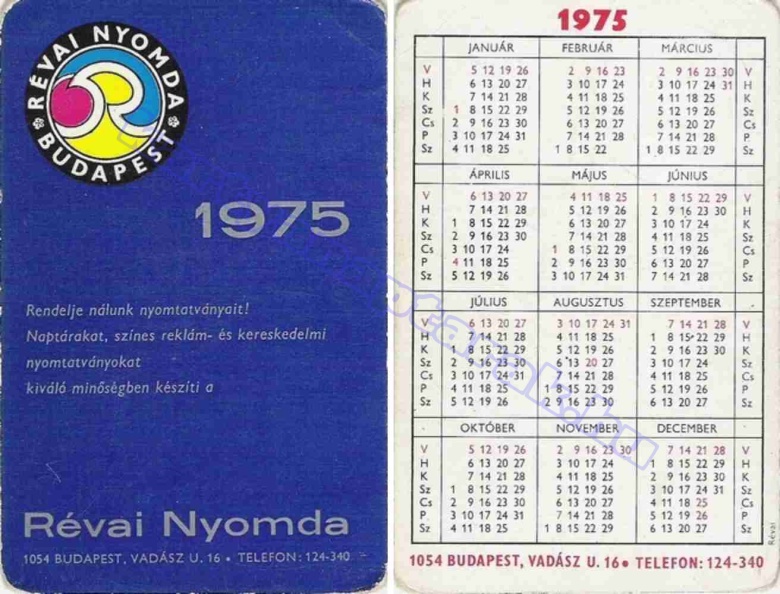 RÉVAI NYOMDA
BUDAPEST
1975
Rendelje nálunk nyomtatványait!
Naptárakat, színes reklám- és kereskedelmi
nyomtatványokat
kiváló minőségben készíti a
Révai Nyomda
1054 BUDAPEST, VADÁSZ U. 16 • TELEFON: 124-340
1975
JANUÁR FEBRUÁR MÁRCIUS
V 5 12 19 26 2 9 16 23 2 9 16 23 30 V
H 6 13 20 27 3 10 17 24 3 10 17 24 31 H
K 7 14 21 28 4 11 18 25 4 11 18 25 K
Sz 1 8 15 22 29 5 12 19 26 5 12 19 26 Sz
Cs 2 9 16 23 30 6 13 20 27 6 13 20 27 Cs
P 3 10 17 24 31 7 14 21 28 7 14 21 28 P
Sz 4 11 18 25 1 8 15 22 1 8 15 22 29 Sz
ÁPRILIS MÁJUS JÚNIUS
V 6 13 20 27 4 11 18 25 1 8 15 22 29 V
H 7 14 21 28 5 12 19 26 2 9 16 23 30 H
K 1 8 15 22 29 6 13 20 27 3 10 17 24 K
Sz 2 9 16 23 30 7 14 21 28 4 11 18 25 Sz
Cs 3 10 17 24 1 8 15 22 29 5 12 19 26 Cs
P 4 11 18 25 2 9 16 23 30 6 13 20 27 P
Sz 5 12 19 26 3 10 17 24 31 7 14 21 28 Sz
JÚLIUS AUGUSZTUS SZEPTEMBER
V 6 13 20 27 3 10 17 24 31 7 14 21 28 V
H 7 14 21 28 4 11 18 25 1 8 15 22 29 H
K 1 8 15 22 29 5 12 19 26 2 9 16 23 30 K
Sz 2 9 16 23 30 6 13 20 27 3 10 17 24 Sz
Cs 3 10 17 24 31 7 14 21 28 4 11 18 25 Cs
P 4 11 18 25 1 8 15 22 29 5 12 19 26 P
Sz 5 12 19 26 2 9 16 23 30 6 13 20 27 Sz
OKTÓBER NOVEMBER DECEMBER
V 5 12 19 26 2 9 16 23 30 7 14 21 28 V
H 6 13 20 27 3 10 17 24 1 8 15 22 29 H
K 7 14 21 28 4 11 18 25 2 9 16 23 30 K
Sz 1 8 15 22 29 5 12 19 26 3 10 17 24 31 Sz
Cs 2 9 16 23 30 6 13 20 27 4 11 18 25 Cs
P 3 10 17 24 31 7 14 21 28 5 12 19 26 P
Sz 4 11 18 25 1 8 15 22 29 6 13 20 27 Sz
1054 BUDAPEST, VADÁSZ U. 16 • TELEFON: 124-340
Révai